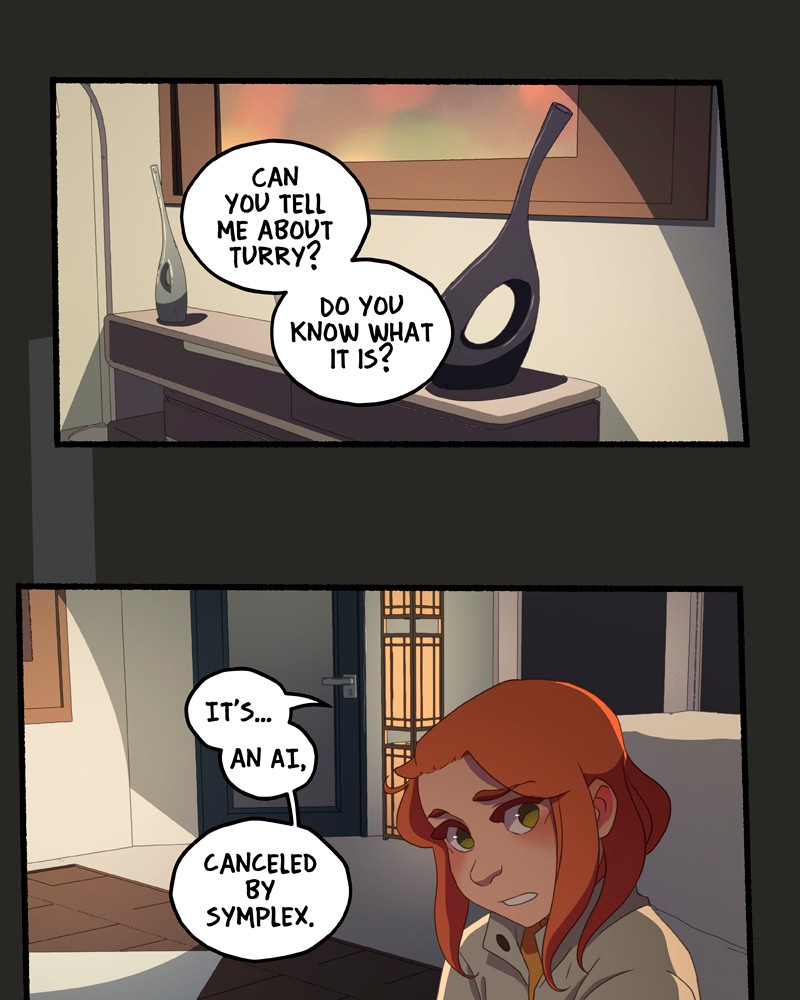 CAN
YOU TELL
ME ABOUT
TURRY?
DO YOU
KNOW WHAT
IT IS?
IT'S...
AN AI,
CANCELED
BY
SYMPLEX.